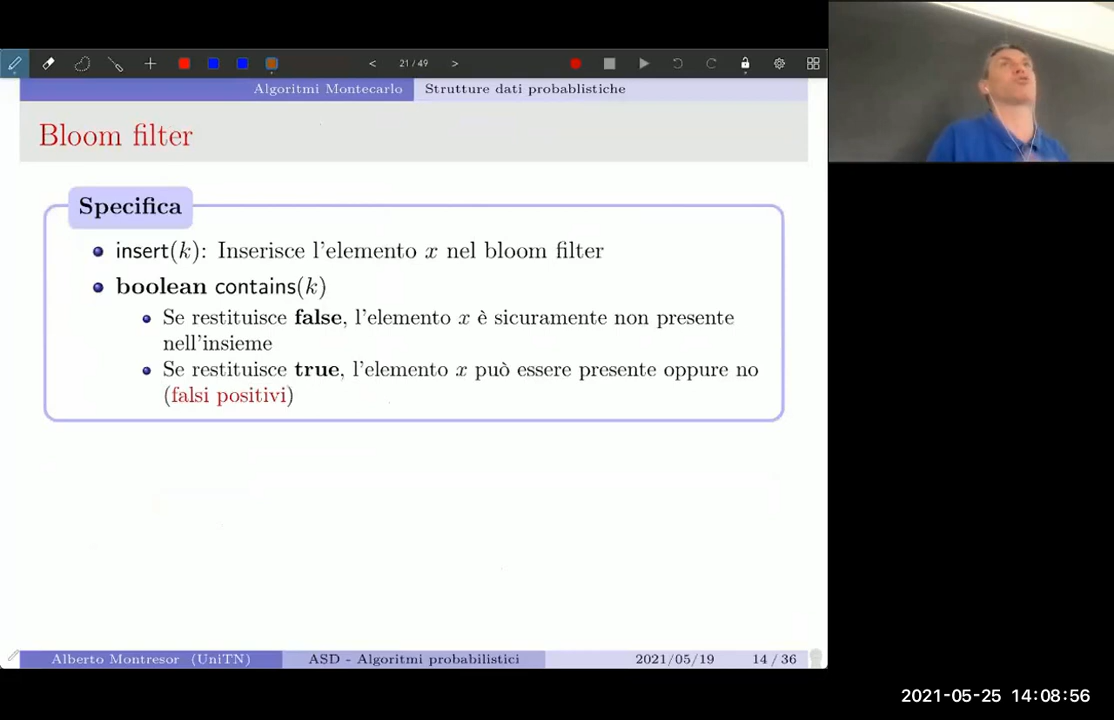 21 / 49
Algoritmi Montecarlo Strutture dati probablistiche
Bloom filter
Specifica
insert(k): Inserisce l'elemento x nel bloom filter
boolean contains(k)
Se restituisce false, l'elemento x è sicuramente non presente
nell'insieme
Se restituisce true, l'elemento x può essere presente oppure no
(falsi positivi)
Alberto Montresor (UniTN) ASD - Algoritmi probabilistici 2021/05/19 14 / 36
2021-05-25 14:08:56